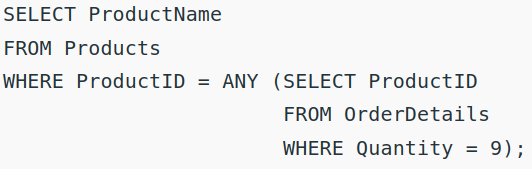 SELECT ProductName
FROM Products
WHERE ProductID = ANY (SELECT ProductID
                       FROM OrderDetails
                       WHERE Quantity = 9);